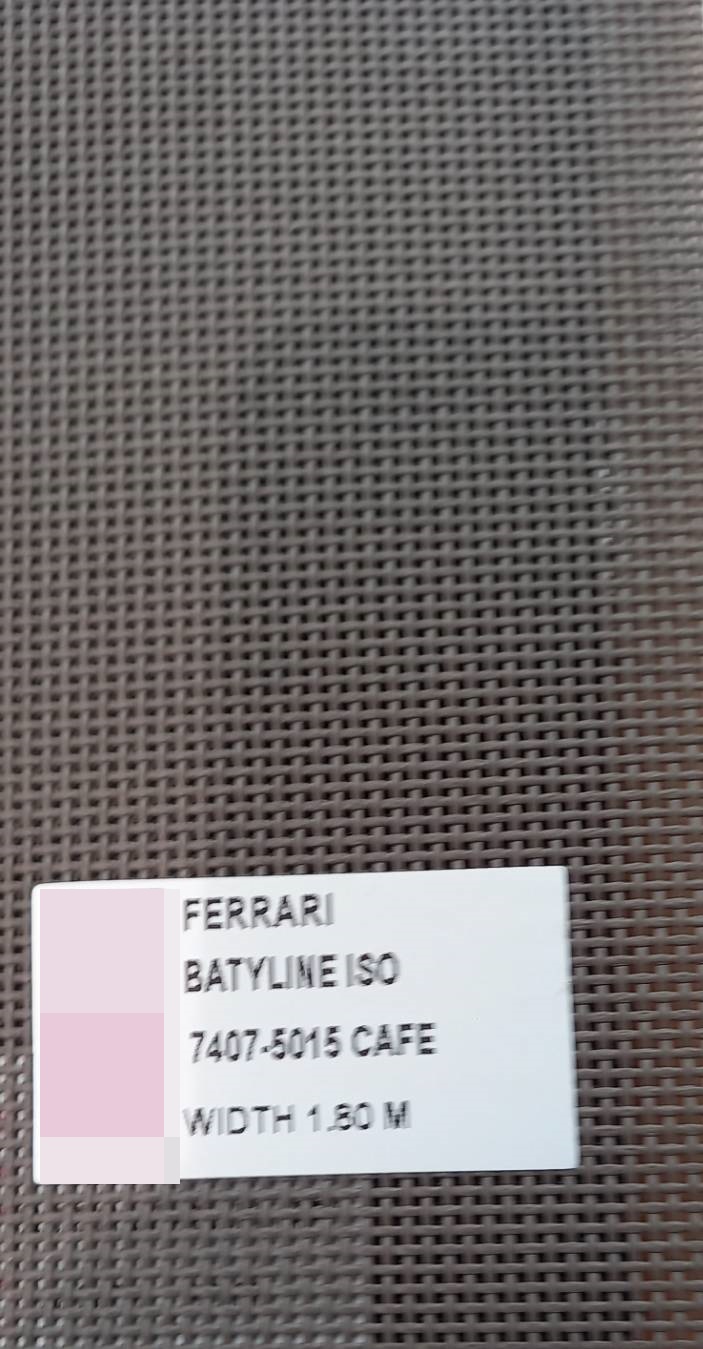 FERRARI
BATYLINE ISO
7407-5015 CAFE
WIDTH 1.80 M